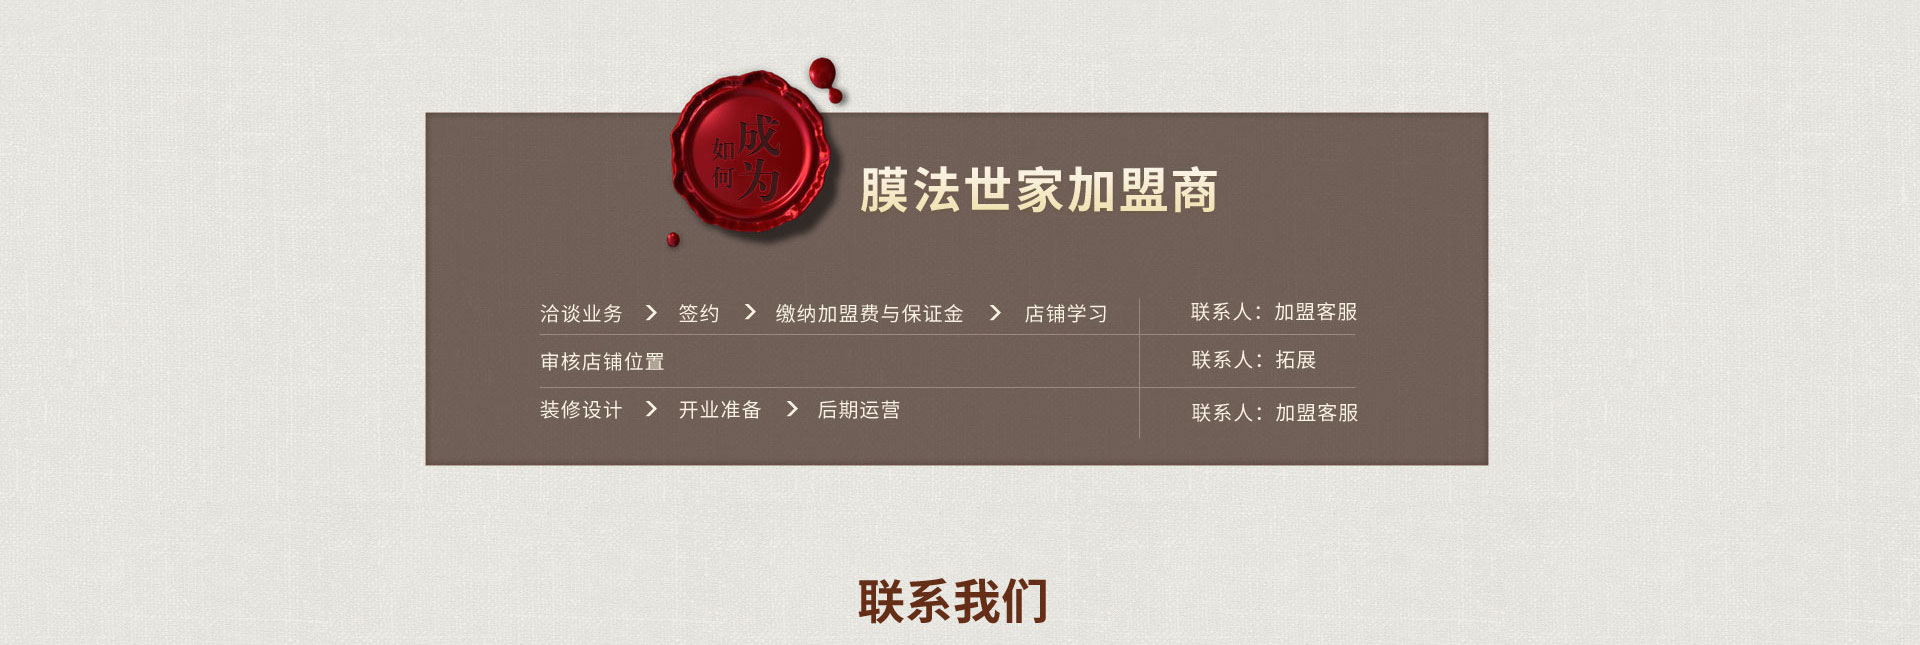 如何
成为
膜法世家加盟商
洽谈业务 > 签约 > 缴纳加盟费与保证金 > 店铺学习
联系人：加盟客服
审核店铺位置
联系人：拓展
装修设计 > 开业准备 > 后期运营
联系人：加盟客服
联系我们